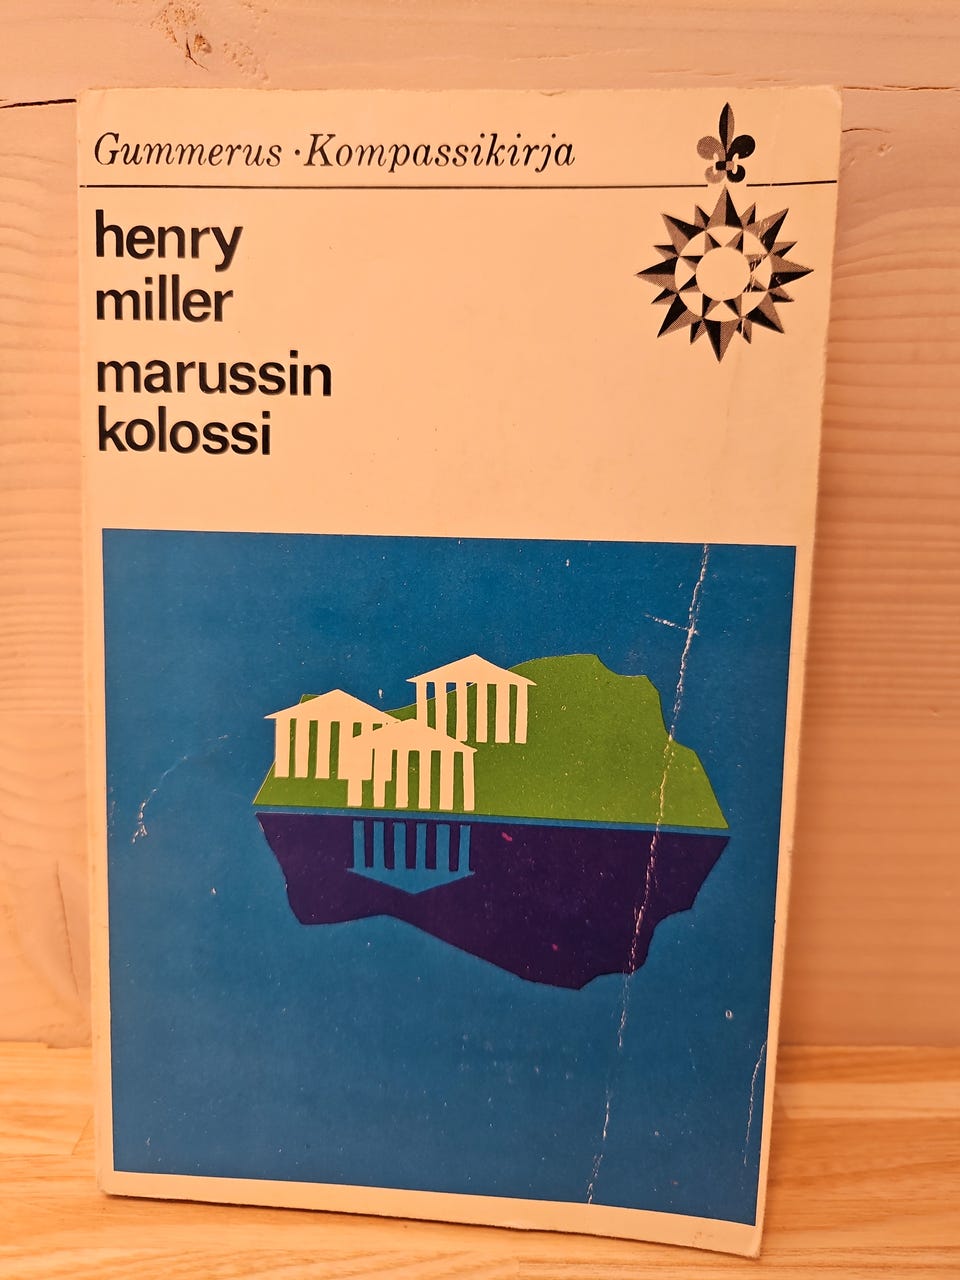 Gummerus · Kompassikirja
henry
miller
marussin
kolossi